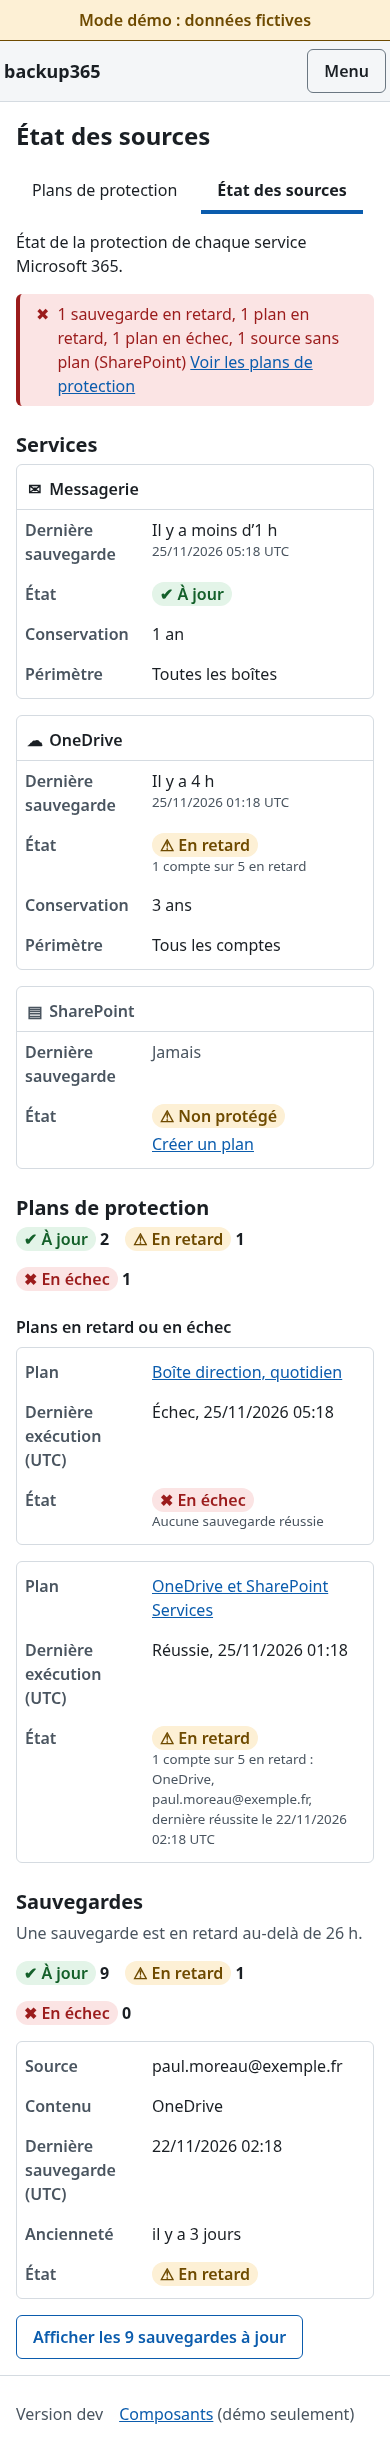 Mode démo : données fictives
backup365
Menu
État des sources
Plans de protection
État des sources
État de la protection de chaque service
Microsoft 365.
✖ 1 sauvegarde en retard, 1 plan en
retard, 1 plan en échec, 1 source sans
plan (SharePoint) Voir les plans de
protection
Services
✉ Messagerie
Dernière
sauvegarde
Il y a moins d’1 h
25/11/2026 05:18 UTC
État
✔ À jour
Conservation
1 an
Périmètre
Toutes les boîtes
☁ OneDrive
Dernière
sauvegarde
Il y a 4 h
25/11/2026 01:18 UTC
État
⚠ En retard
1 compte sur 5 en retard
Conservation
3 ans
Périmètre
Tous les comptes
▤ SharePoint
Dernière
sauvegarde
Jamais
État
⚠ Non protégé
Créer un plan
Plans de protection
✔ À jour 2 ⚠ En retard 1
✖ En échec 1
Plans en retard ou en échec
Plan
Boîte direction, quotidien
Dernière
exécution
(UTC)
Échec, 25/11/2026 05:18
État
✖ En échec
Aucune sauvegarde réussie
Plan
OneDrive et SharePoint
Services
Dernière
exécution
(UTC)
Réussie, 25/11/2026 01:18
État
⚠ En retard
1 compte sur 5 en retard :
OneDrive,
paul.moreau@exemple.fr,
dernière réussite le 22/11/2026
02:18 UTC
Sauvegardes
Une sauvegarde est en retard au-delà de 26 h.
✔ À jour 9 ⚠ En retard 1
✖ En échec 0
Source
paul.moreau@exemple.fr
Contenu
OneDrive
Dernière
sauvegarde
(UTC)
22/11/2026 02:18
Ancienneté
il y a 3 jours
État
⚠ En retard
Afficher les 9 sauvegardes à jour
Version dev Composants (démo seulement)